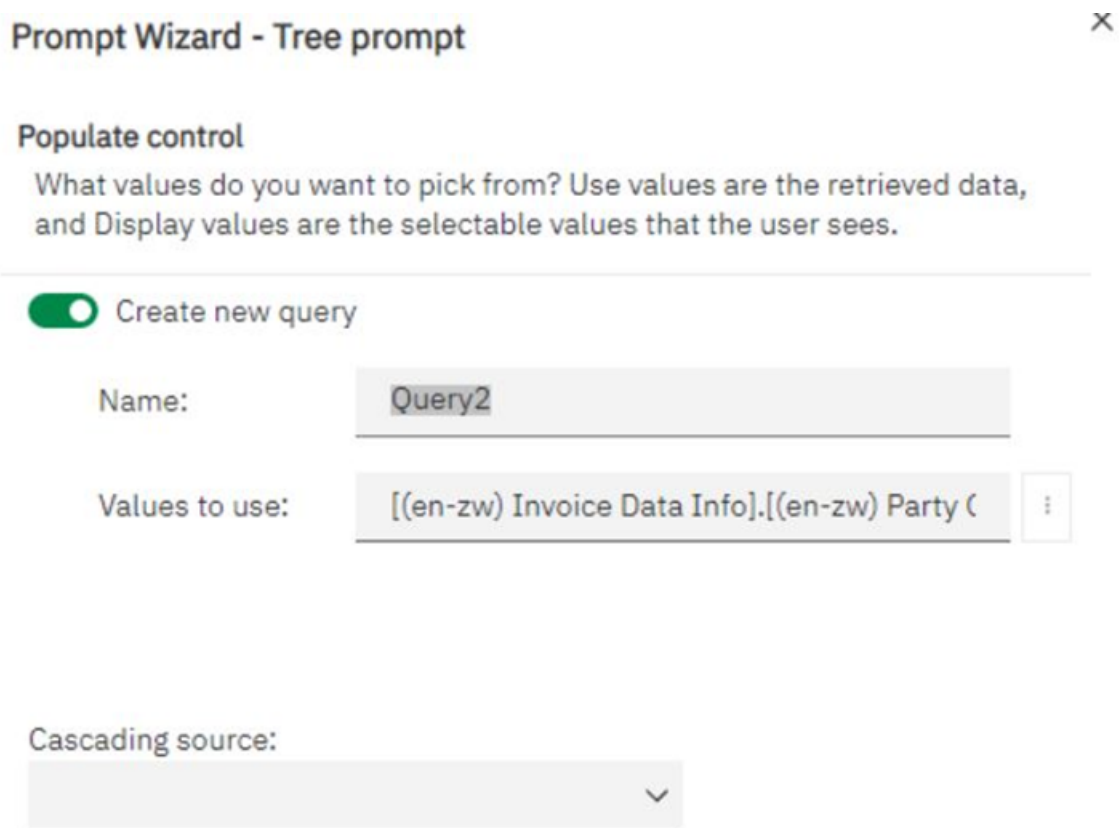 Prompt Wizard - Tree prompt
Populate control
What values do you want to pick from? Use values are the retrieved data,
and Display values are the selectable values that the user sees.
Create new query
Name: Query2
Values to use: [(en-zw) Invoice Data Info].[(en-zw) Party (
Cascading source: